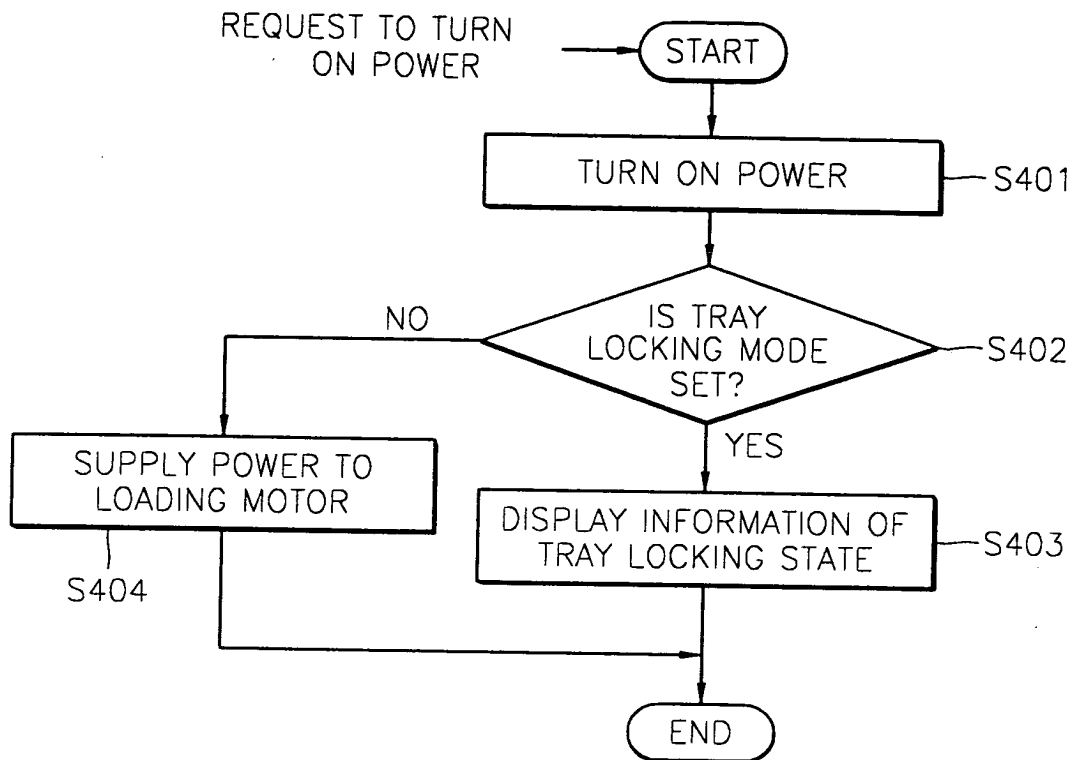 REQUEST TO TURN
ON POWER
START
TURN ON POWER
S401
IS TRAY
LOCKING MODE
SET?
S402
NO
YES
SUPPLY POWER TO
LOADING MOTOR
S404
DISPLAY INFORMATION OF
TRAY LOCKING STATE
S403
END